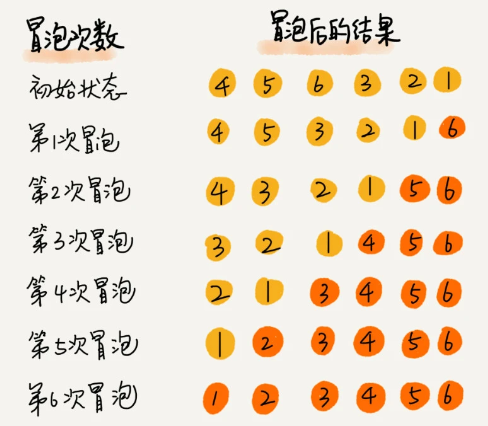 冒泡次数 冒泡后的结果
初始状态 4 5 6 3 2 1
第1次冒泡 4 5 3 2 1 6
第2次冒泡 4 3 2 1 5 6
第3次冒泡 3 2 1 4 5 6
第4次冒泡 2 1 3 4 5 6
第5次冒泡 1 2 3 4 5 6
第6次冒泡 1 2 3 4 5 6